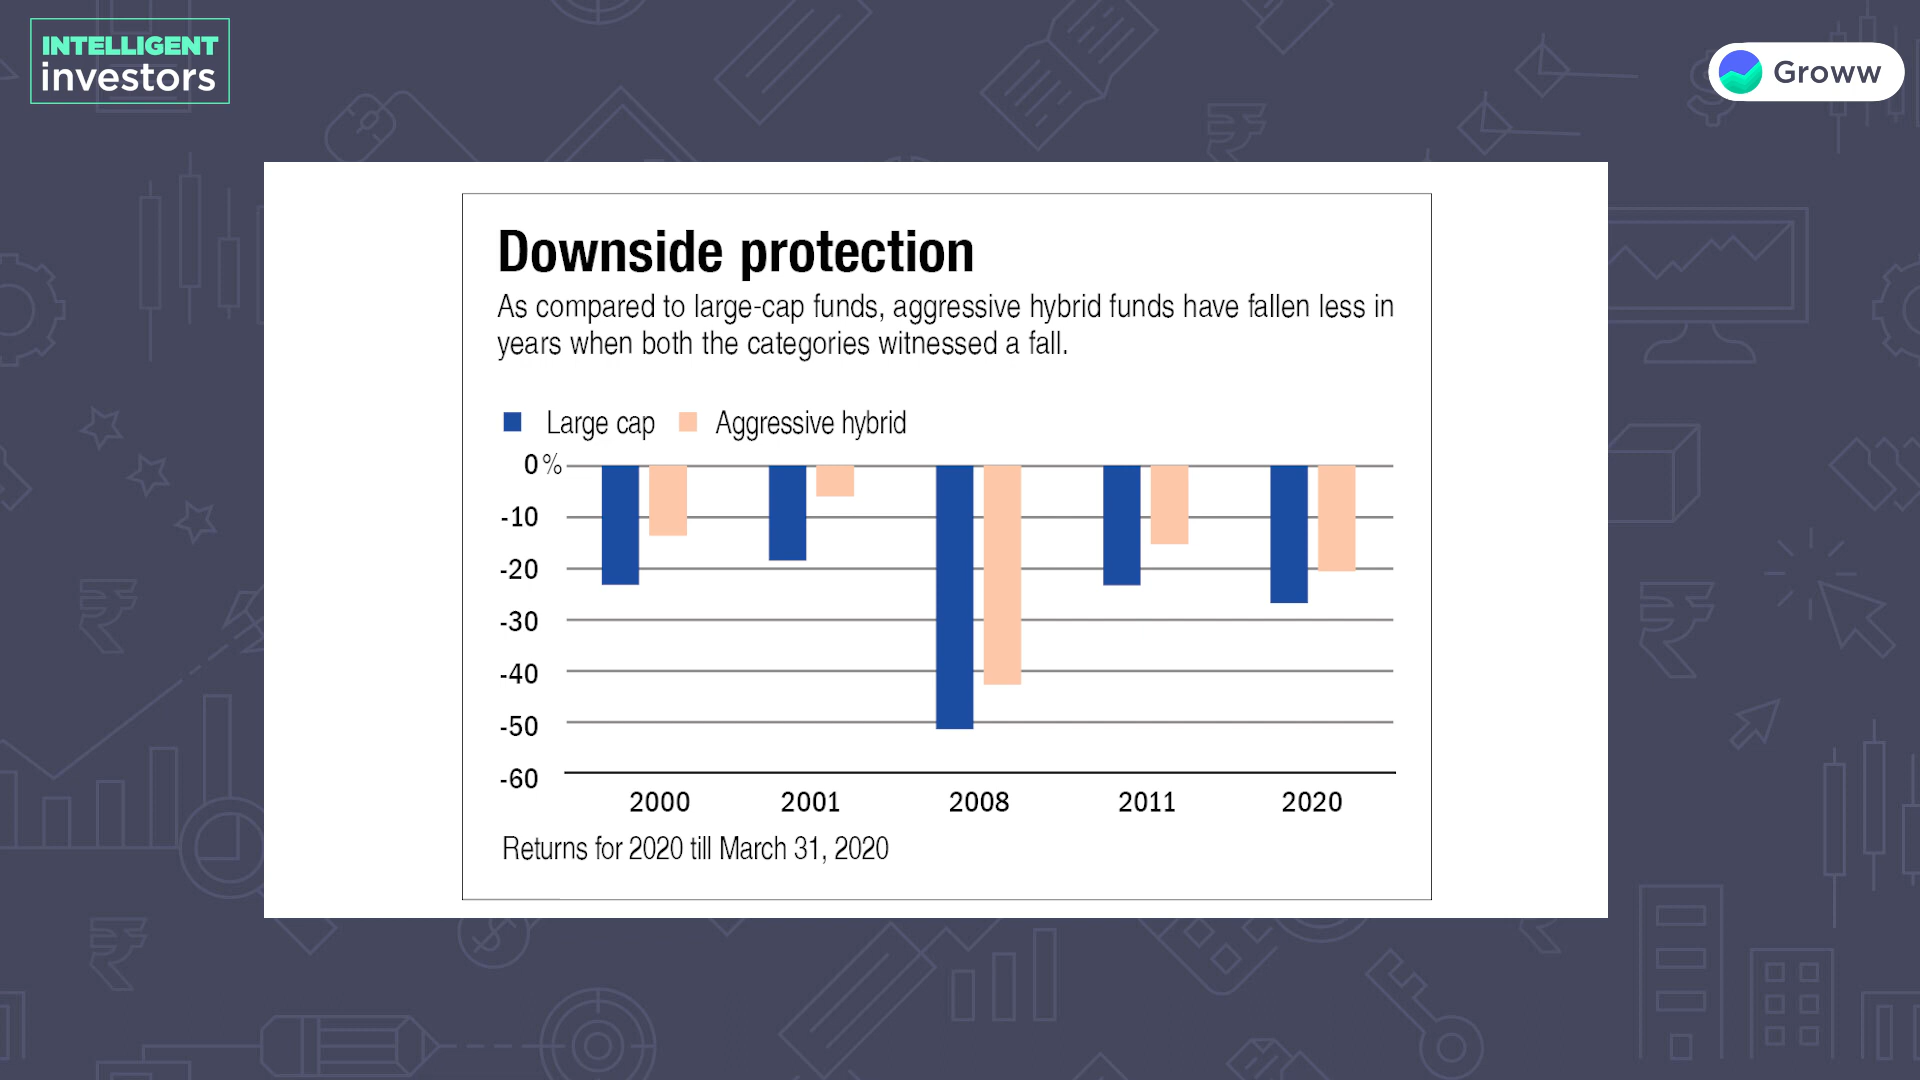 INTELLIGENT
investors
Groww
Downside protection
As compared to large-cap funds, aggressive hybrid funds have fallen less in
years when both the categories witnessed a fall.
Large cap Aggressive hybrid
0%
-10
-20
-30
-40
-50
-60
2000 2001 2008 2011 2020
Returns for 2020 till March 31, 2020